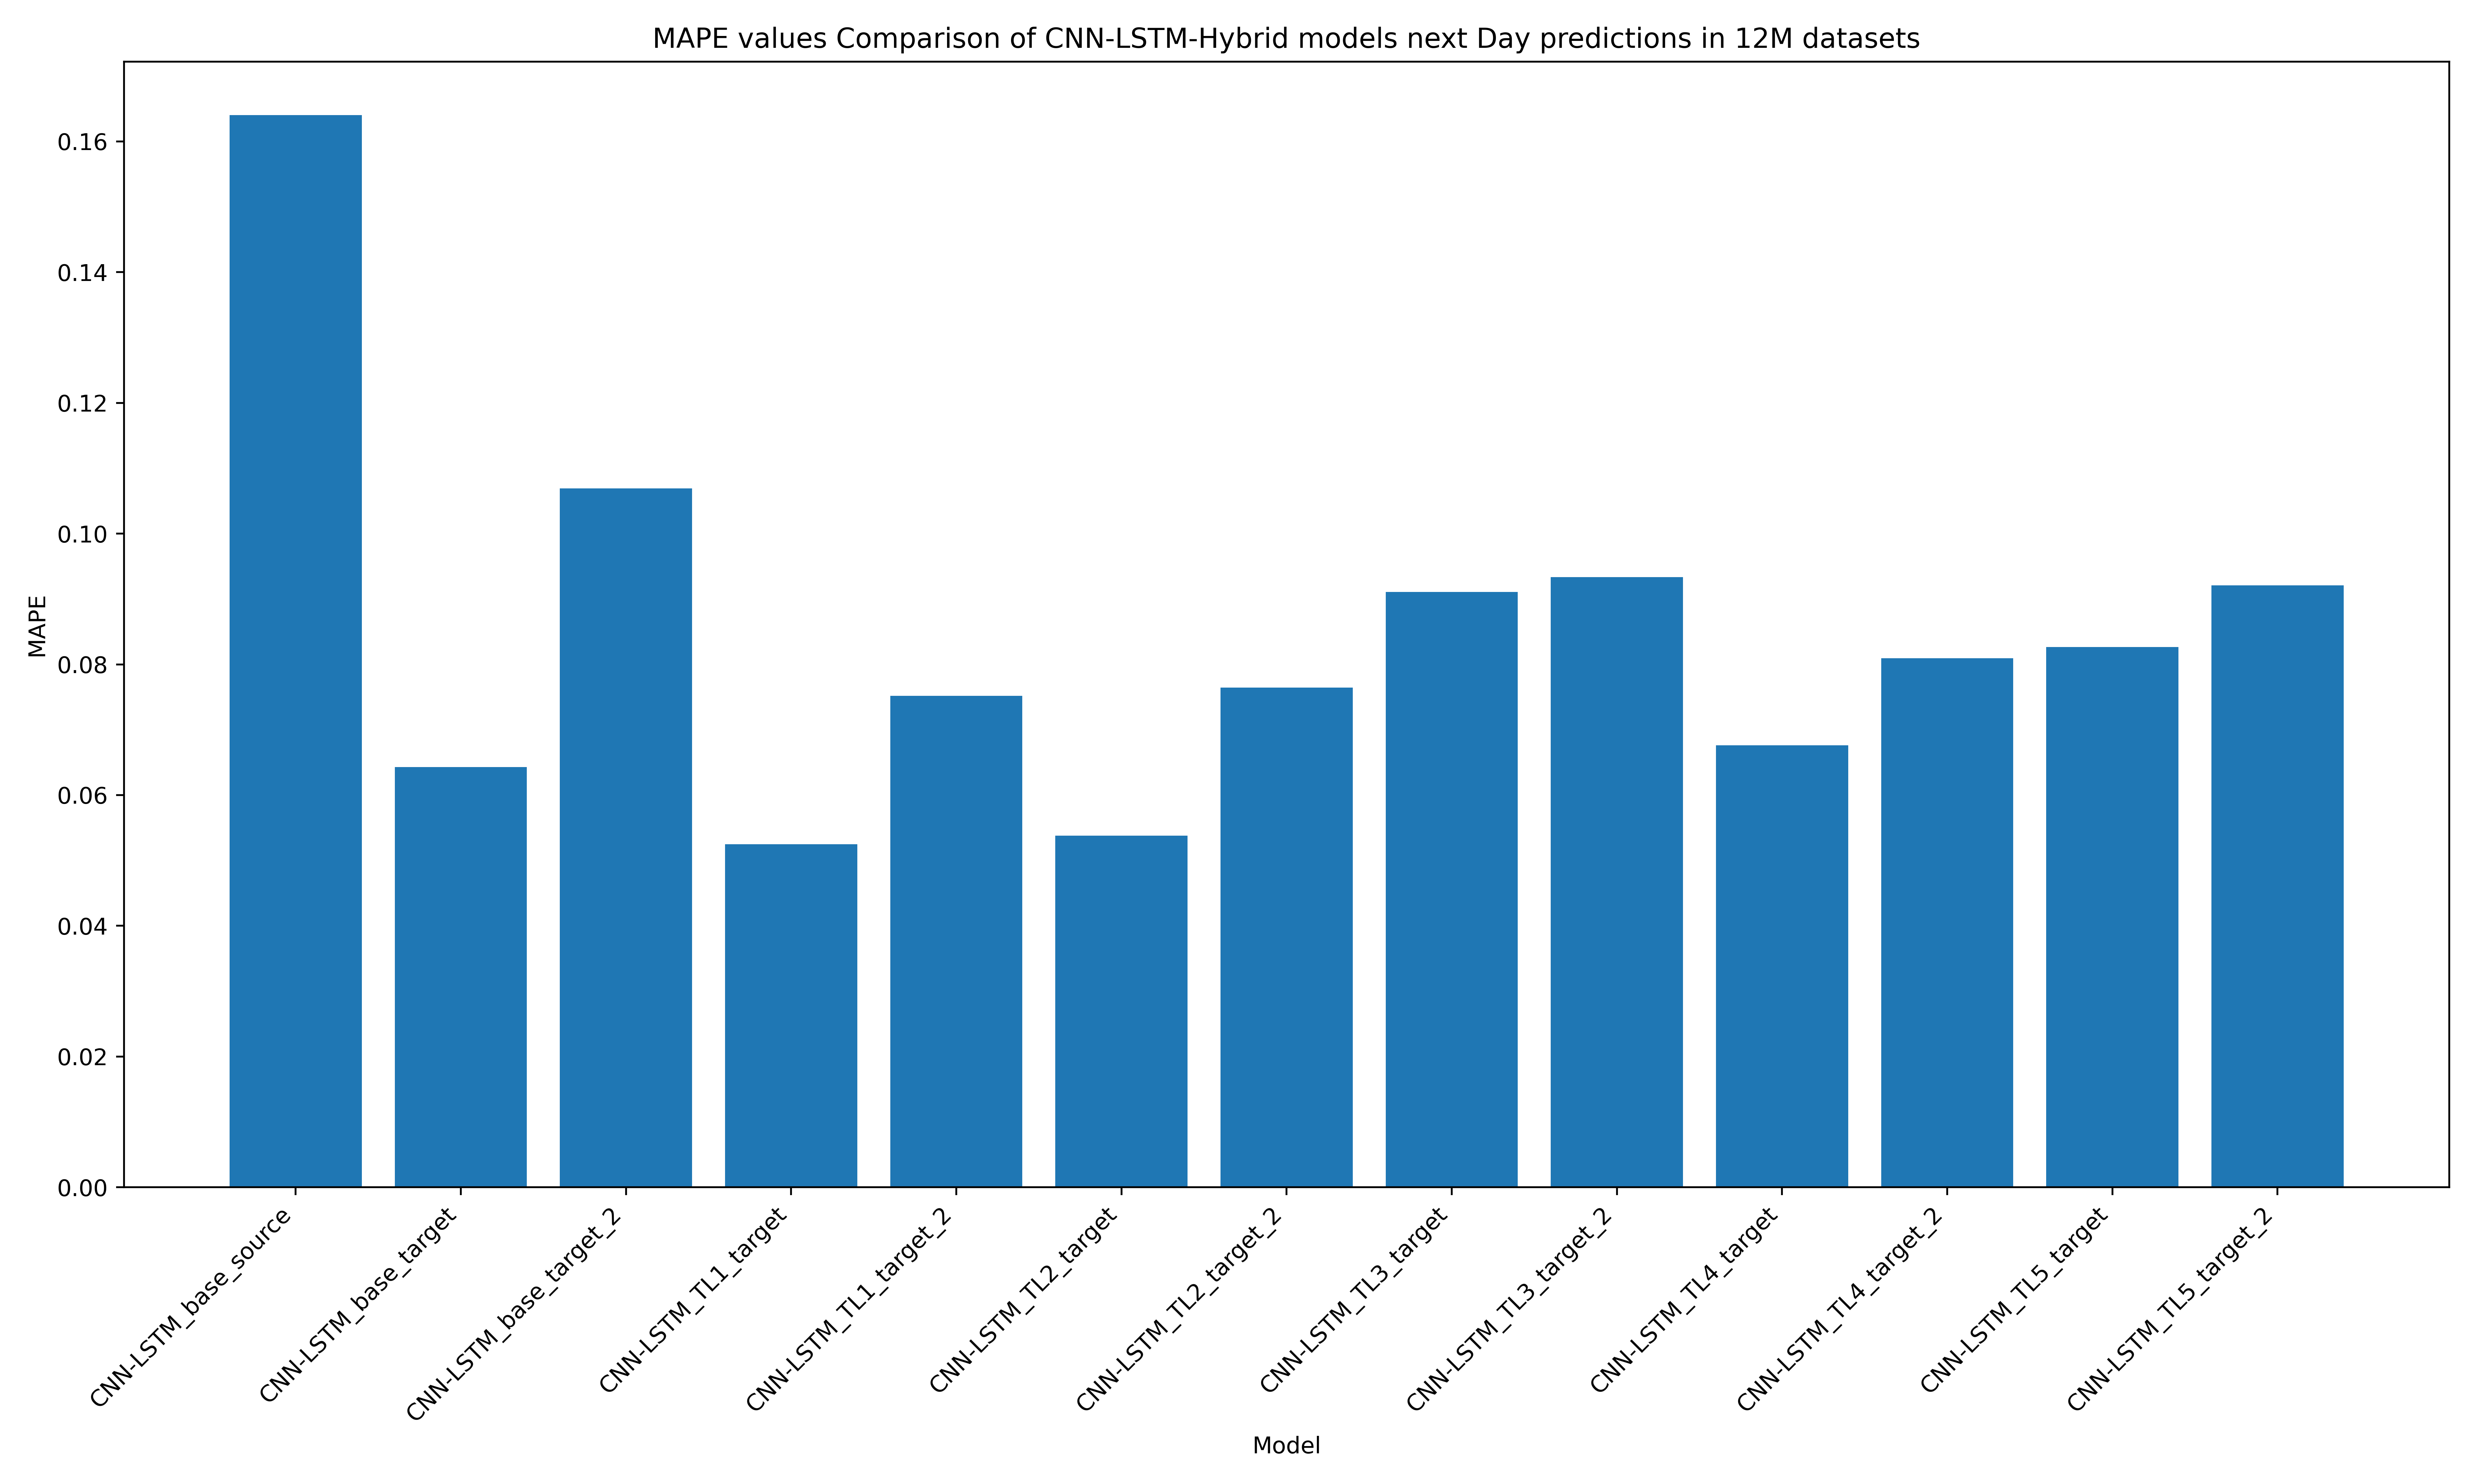 MAPE values Comparison of CNN-LSTM-Hybrid models next Day predictions in 12M datasets
MAPE
0.16
0.14
0.12
0.10
0.08
0.06
0.04
0.02
0.00
CNN-LSTM_base_source
CNN-LSTM_base_target
CNN-LSTM_base_target_2
CNN-LSTM_TL1_target
CNN-LSTM_TL1_target_2
CNN-LSTM_TL2_target
CNN-LSTM_TL2_target_2
CNN-LSTM_TL3_target
CNN-LSTM_TL3_target_2
CNN-LSTM_TL4_target
CNN-LSTM_TL4_target_2
CNN-LSTM_TL5_target
CNN-LSTM_TL5_target_2
Model